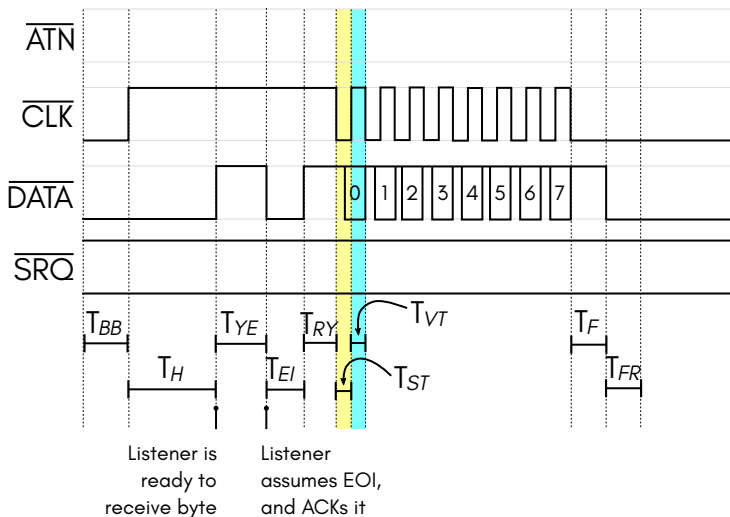 ATN
CLK
DATA
0 1 2 3 4 5 6 7
SRQ
TBB TYE TRY TVT TF
TH TEI TST TFR
Listener is
ready to
receive byte
Listener
assumes EOI,
and ACKs it